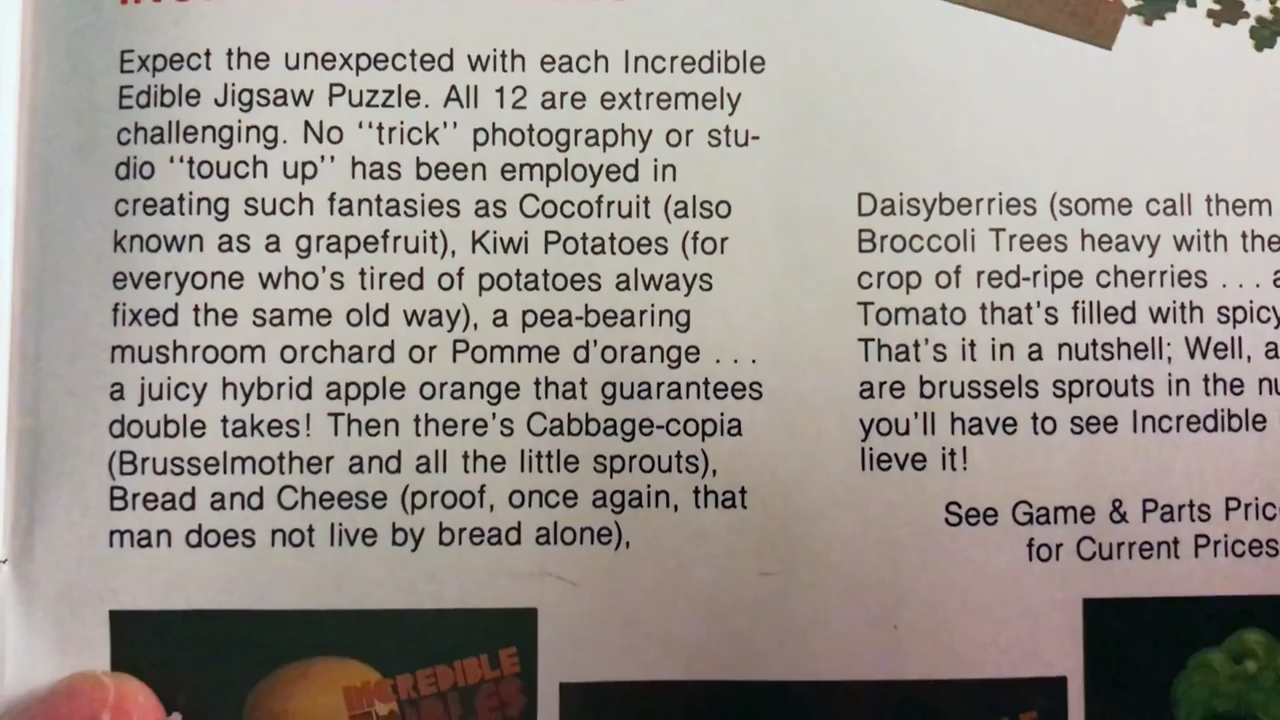 Expect the unexpected with each Incredible
Edible Jigsaw Puzzle. All 12 are extremely
challenging. No ‘‘trick’’ photography or stu-
dio ‘‘touch up’’ has been employed in
creating such fantasies as Cocofruit (also
known as a grapefruit), Kiwi Potatoes (for
everyone who's tired of potatoes always
fixed the same old way), a pea-bearing
mushroom orchard or Pomme d'orange . . .
a juicy hybrid apple orange that guarantees
double takes! Then there's Cabbage-copia
(Brusselmother and all the little sprouts),
Bread and Cheese (proof, once again, that
man does not live by bread alone),
Daisyberries (some call them
Broccoli Trees heavy with the
crop of red-ripe cherries . . .
Tomato that's filled with spicy
That's it in a nutshell; Well,
are brussels sprouts in the
you'll have to see Incredible
lieve it!
See Game & Parts
for Current Prices
INCREDIBLE